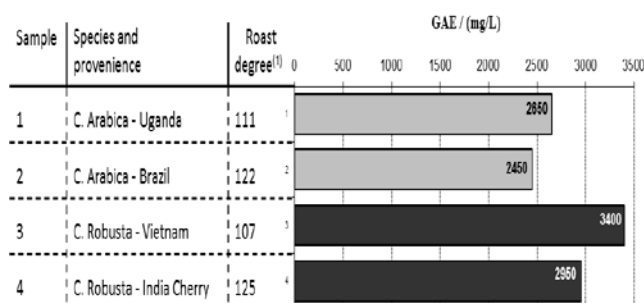 Sample Species and provenience Roast degree(1)
GAE / (mg/L)
0 500 1000 1500 2000 2500 3000 3500
1 C. Arabica - Uganda 111 1 2650
2 C. Arabica - Brazil 122 2 2450
3 C. Robusta - Vietnam 107 3 3400
4 C. Robusta - India Cherry 125 4 2950